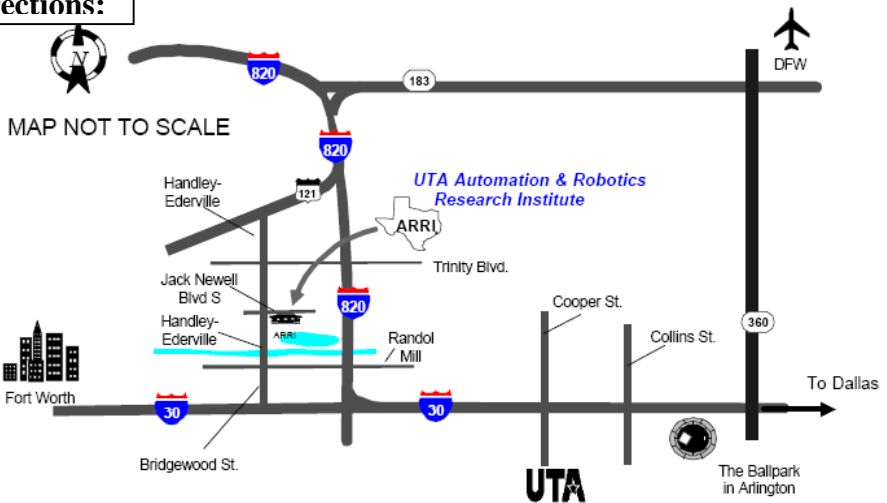 ections:
N
DFW
820
183
MAP NOT TO SCALE
820
Handley-
Ederville
121
UTA Automation & Robotics
Research Institute
ARRI
Trinity Blvd.
Jack Newell
Blvd S
820
Cooper St.
Handley-
Ederville
ARRI
Randol
Mill
Collins St.
360
Fort Worth
30
30
To Dallas
Bridgewood St.
UTA
The Ballpark
in Arlington